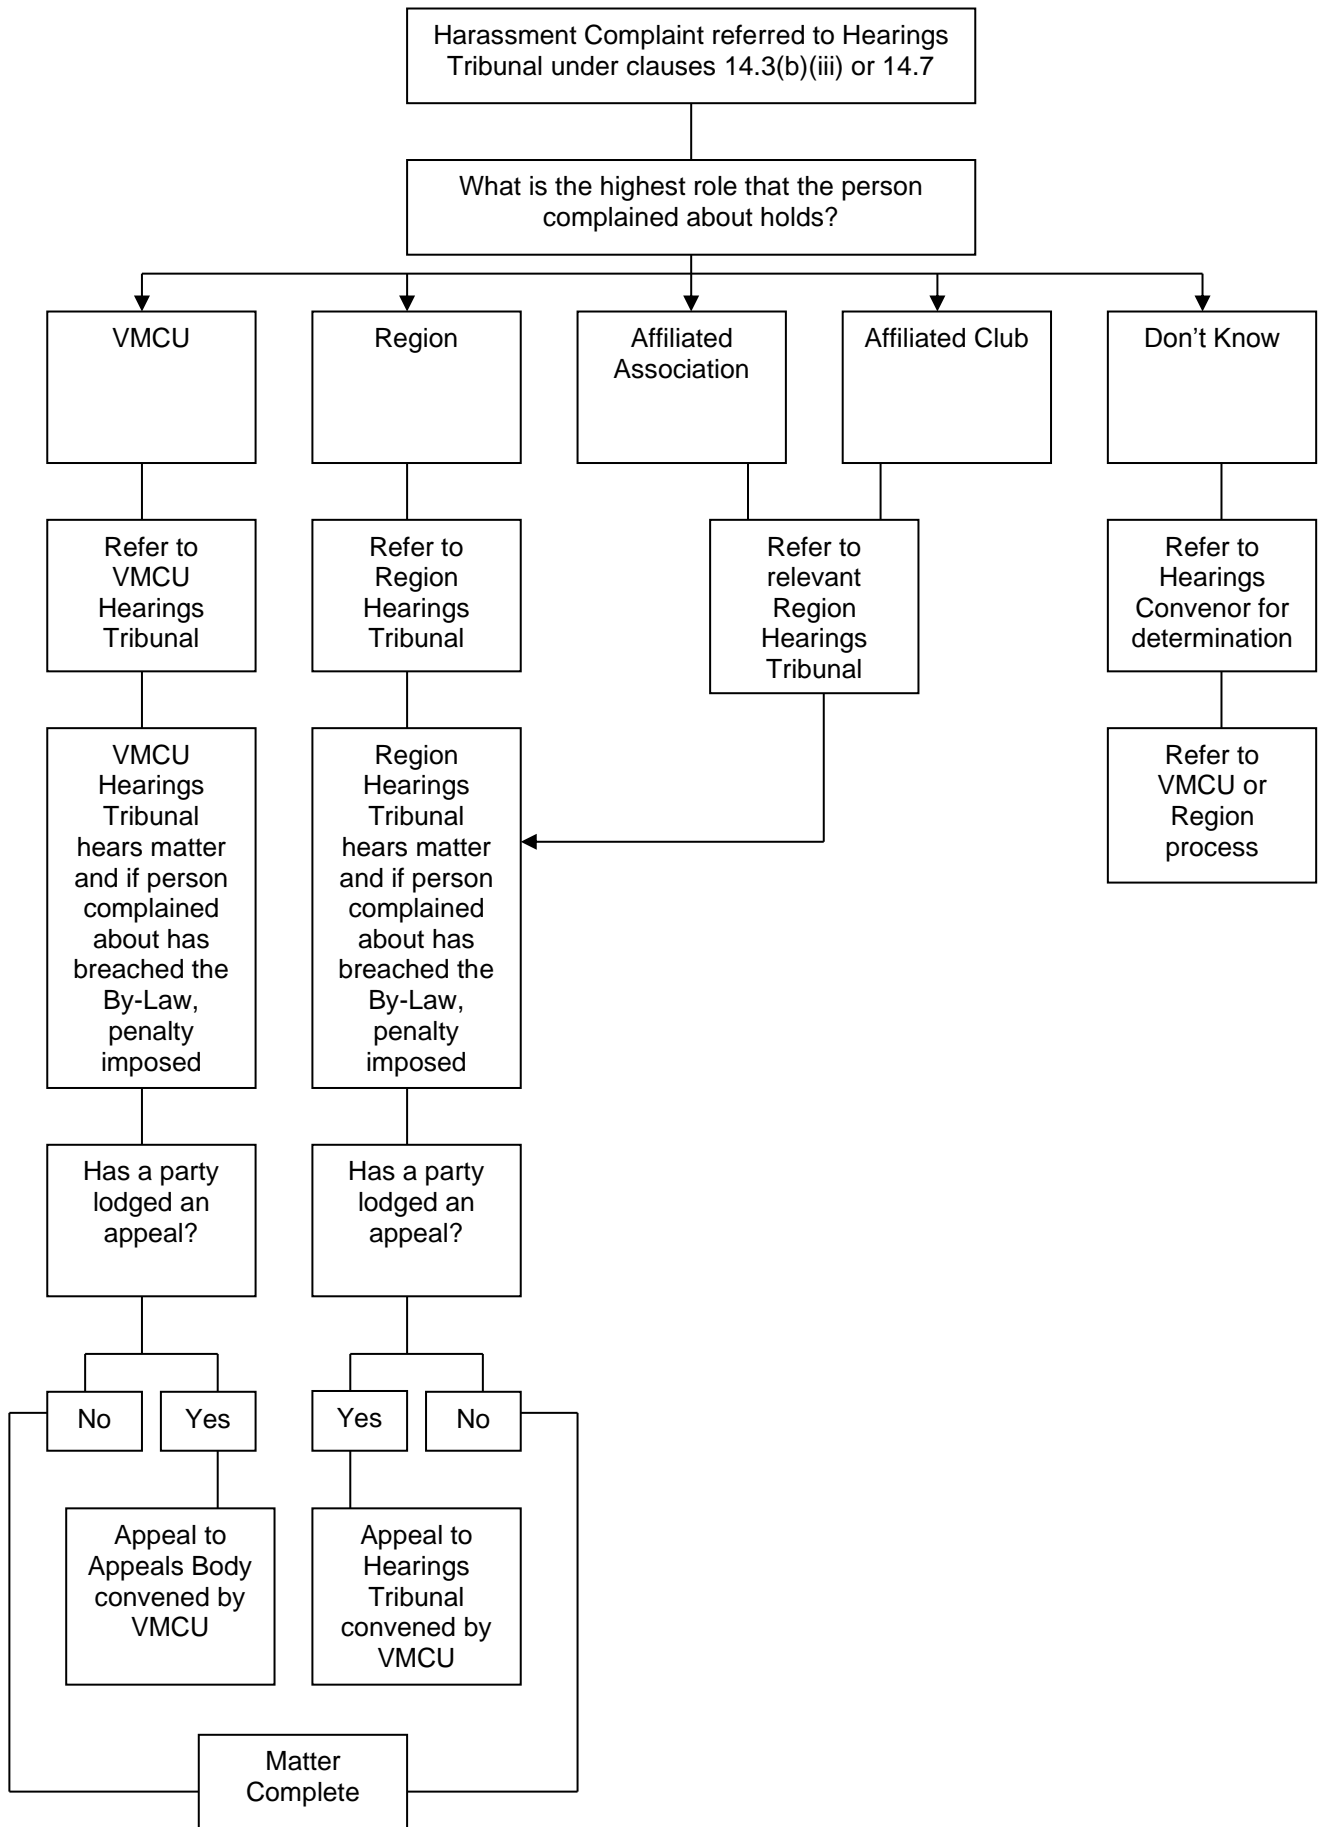 Harassment Complaint referred to Hearings
Tribunal under clauses 14.3(b)(iii) or 14.7
What is the highest role that the person
complained about holds?
VMCU
Region
Affiliated
Association
Affiliated Club
Don't Know
Refer to
VMCU
Hearings
Tribunal
Refer to
Region
Hearings
Tribunal
Refer to
relevant
Region
Hearings
Tribunal
Refer to
Hearings
Convenor for
determination
VMCU
Hearings
Tribunal
hears matter
and if person
complained
about has
breached the
By-Law,
penalty
imposed
Region
Hearings
Tribunal
hears matter
and if person
complained
about has
breached the
By-Law,
penalty
imposed
Refer to
VMCU or
Region
process
Has a party
lodged an
appeal?
Has a party
lodged an
appeal?
No
Yes
Yes
No
Appeal to
Appeals Body
convened by
VMCU
Appeal to
Hearings
Tribunal
convened by
VMCU
Matter
Complete